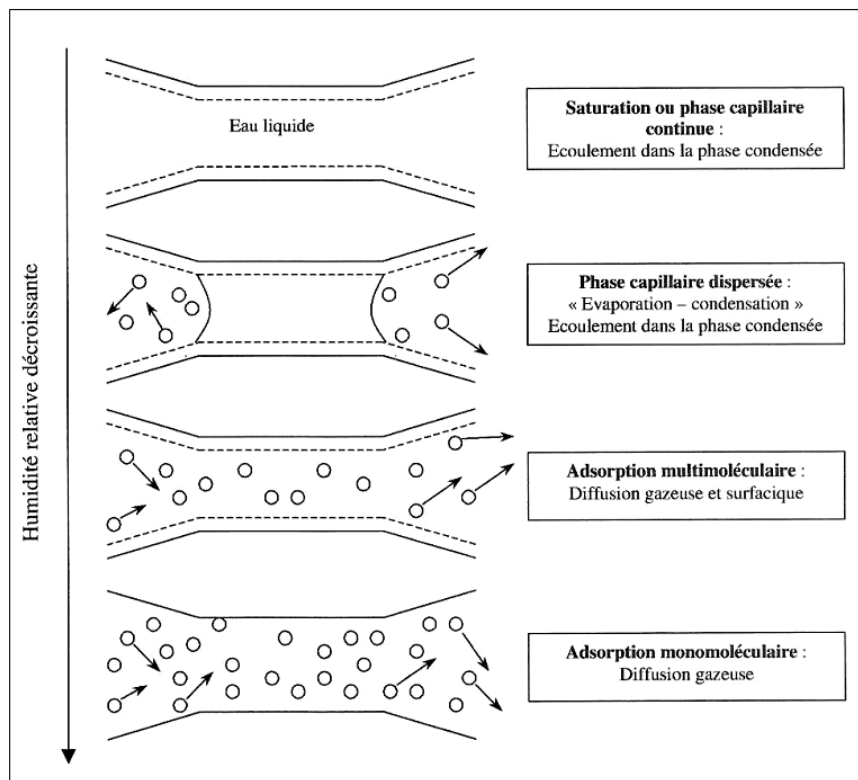 Humidité relative décroissante
Eau liquide
Saturation ou phase capillaire
continue :
Ecoulement dans la phase condensée
Phase capillaire dispersée :
« Evaporation – condensation »
Ecoulement dans la phase condensée
Adsorption multimoléculaire :
Diffusion gazeuse et surfacique
Adsorption monomoléculaire :
Diffusion gazeuse